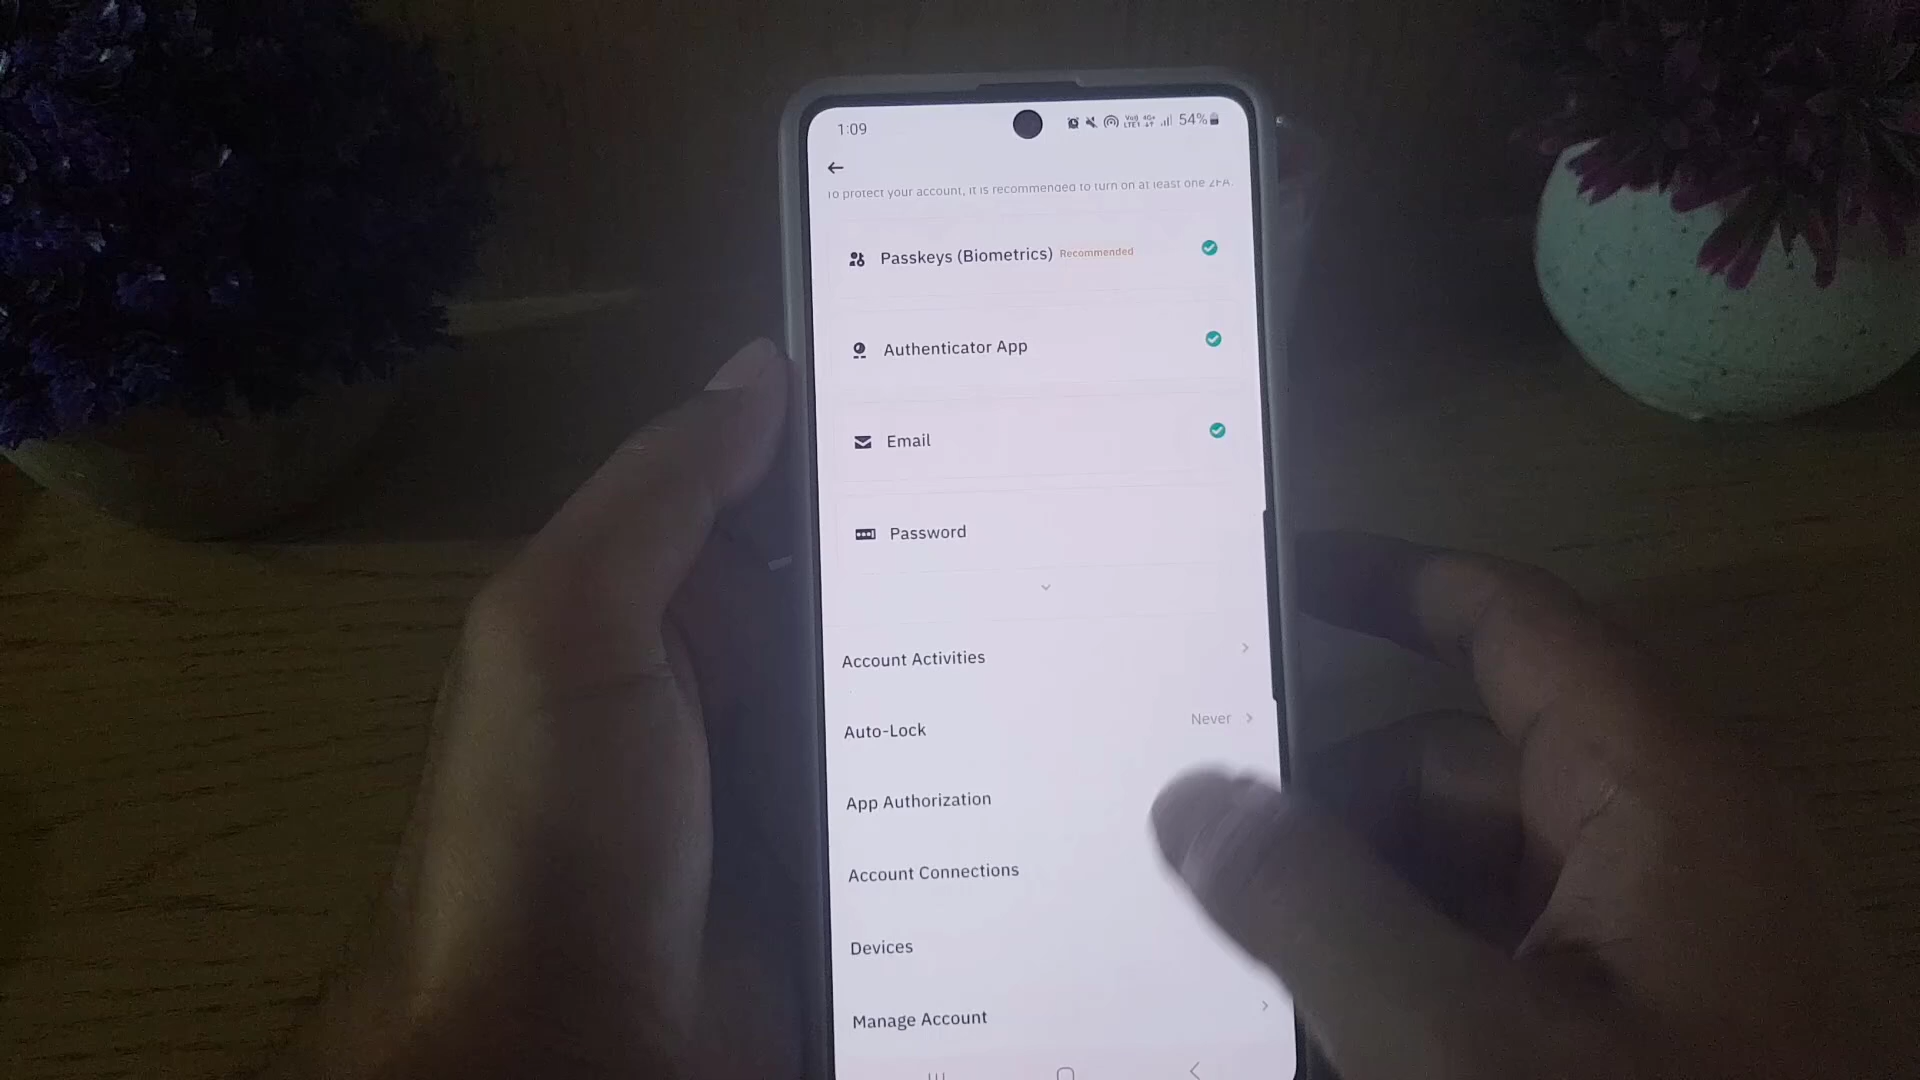 1:09
54%
To protect your account, it is recommended to turn on at least one 2FA.
Passkeys (Biometrics) Recommended
Authenticator App
Email
Password
Account Activities
Auto-Lock Never
App Authorization
Account Connections
Devices
Manage Account